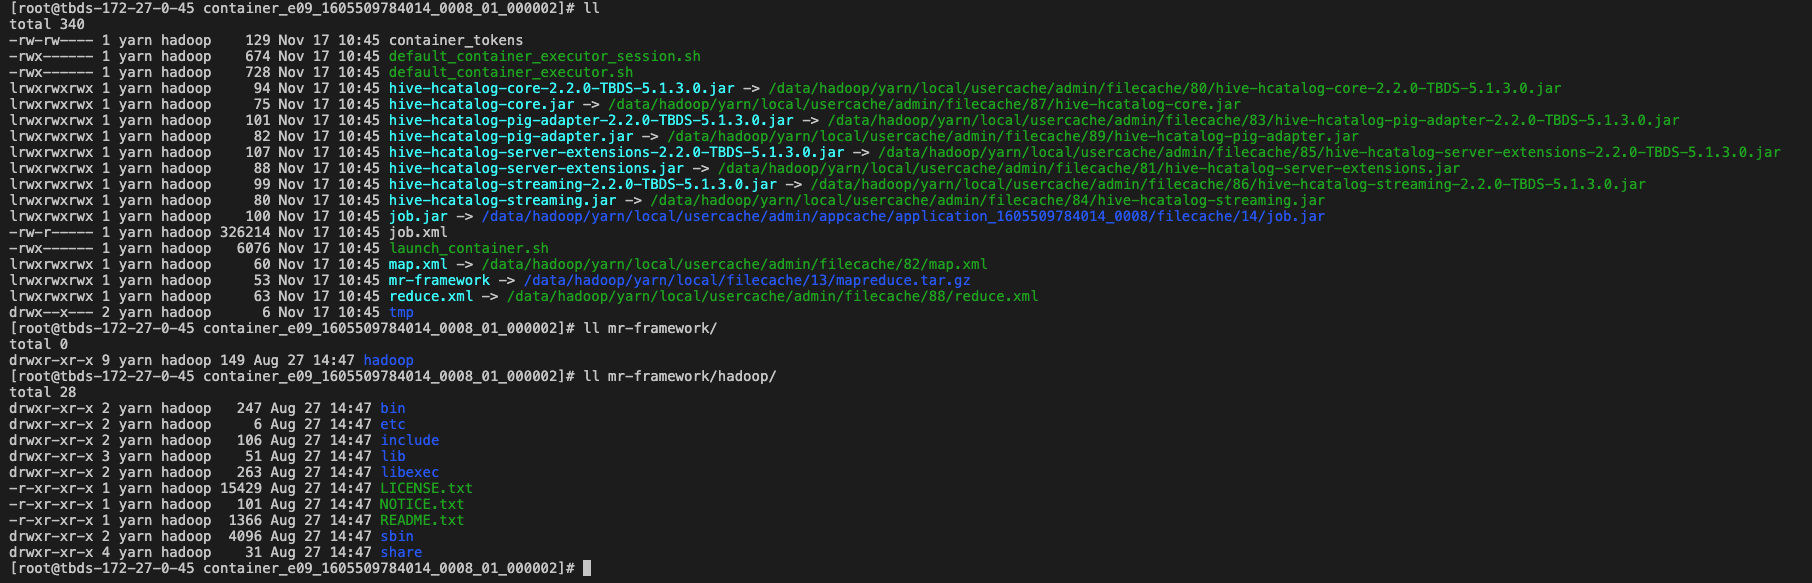 [root@tbds-172-27-0-45 container_e09_1605509784014_0008_01_000002]# ll
total 340
-rw-rw---- 1 yarn hadoop    129 Nov 17 10:45 container_tokens
-rwx------ 1 yarn hadoop    674 Nov 17 10:45 default_container_executor_session.sh
-rwx------ 1 yarn hadoop    728 Nov 17 10:45 default_container_executor.sh
lrwxrwxrwx 1 yarn hadoop     94 Nov 17 10:45 hive-hcatalog-core-2.2.0-TBDS-5.1.3.0.jar -> /data/hadoop/yarn/local/usercache/admin/filecache/80/hive-hcatalog-core-2.2.0-TBDS-5.1.3.0.jar
lrwxrwxrwx 1 yarn hadoop     75 Nov 17 10:45 hive-hcatalog-core.jar -> /data/hadoop/yarn/local/usercache/admin/filecache/87/hive-hcatalog-core.jar
lrwxrwxrwx 1 yarn hadoop    101 Nov 17 10:45 hive-hcatalog-pig-adapter-2.2.0-TBDS-5.1.3.0.jar -> /data/hadoop/yarn/local/usercache/admin/filecache/83/hive-hcatalog-pig-adapter-2.2.0-TBDS-5.1.3.0.jar
lrwxrwxrwx 1 yarn hadoop     82 Nov 17 10:45 hive-hcatalog-pig-adapter.jar -> /data/hadoop/yarn/local/usercache/admin/filecache/89/hive-hcatalog-pig-adapter.jar
lrwxrwxrwx 1 yarn hadoop    107 Nov 17 10:45 hive-hcatalog-server-extensions-2.2.0-TBDS-5.1.3.0.jar -> /data/hadoop/yarn/local/usercache/admin/filecache/85/hive-hcatalog-server-extensions-2.2.0-TBDS-5.1.3.0.jar
lrwxrwxrwx 1 yarn hadoop     88 Nov 17 10:45 hive-hcatalog-server-extensions.jar -> /data/hadoop/yarn/local/usercache/admin/filecache/81/hive-hcatalog-server-extensions.jar
lrwxrwxrwx 1 yarn hadoop     99 Nov 17 10:45 hive-hcatalog-streaming-2.2.0-TBDS-5.1.3.0.jar -> /data/hadoop/yarn/local/usercache/admin/filecache/86/hive-hcatalog-streaming-2.2.0-TBDS-5.1.3.0.jar
lrwxrwxrwx 1 yarn hadoop     80 Nov 17 10:45 hive-hcatalog-streaming.jar -> /data/hadoop/yarn/local/usercache/admin/filecache/84/hive-hcatalog-streaming.jar
lrwxrwxrwx 1 yarn hadoop    100 Nov 17 10:45 job.jar -> /data/hadoop/yarn/local/usercache/admin/appcache/application_1605509784014_0008/filecache/14/job.jar
-rw-r----- 1 yarn hadoop 326214 Nov 17 10:45 job.xml
-rwx------ 1 yarn hadoop   6076 Nov 17 10:45 launch_container.sh
lrwxrwxrwx 1 yarn hadoop     60 Nov 17 10:45 map.xml -> /data/hadoop/yarn/local/usercache/admin/filecache/82/map.xml
lrwxrwxrwx 1 yarn hadoop     53 Nov 17 10:45 mr-framework -> /data/hadoop/yarn/local/filecache/13/mapreduce.tar.gz
lrwxrwxrwx 1 yarn hadoop     63 Nov 17 10:45 reduce.xml -> /data/hadoop/yarn/local/usercache/admin/filecache/88/reduce.xml
drwx--x--- 2 yarn hadoop      6 Nov 17 10:45 tmp
[root@tbds-172-27-0-45 container_e09_1605509784014_0008_01_000002]# ll mr-framework/
total 0
drwxr-xr-x 9 yarn hadoop 149 Aug 27 14:47 hadoop
[root@tbds-172-27-0-45 container_e09_1605509784014_0008_01_000002]# ll mr-framework/hadoop/
total 28
drwxr-xr-x 2 yarn hadoop   247 Aug 27 14:47 bin
drwxr-xr-x 2 yarn hadoop     6 Aug 27 14:47 etc
drwxr-xr-x 2 yarn hadoop   106 Aug 27 14:47 include
drwxr-xr-x 3 yarn hadoop    51 Aug 27 14:47 lib
drwxr-xr-x 2 yarn hadoop   263 Aug 27 14:47 libexec
-r-xr-xr-x 1 yarn hadoop 15429 Aug 27 14:47 LICENSE.txt
-r-xr-xr-x 1 yarn hadoop   101 Aug 27 14:47 NOTICE.txt
-r-xr-xr-x 1 yarn hadoop  1366 Aug 27 14:47 README.txt
drwxr-xr-x 2 yarn hadoop  4096 Aug 27 14:47 sbin
drwxr-xr-x 4 yarn hadoop    31 Aug 27 14:47 share
[root@tbds-172-27-0-45 container_e09_1605509784014_0008_01_000002]#